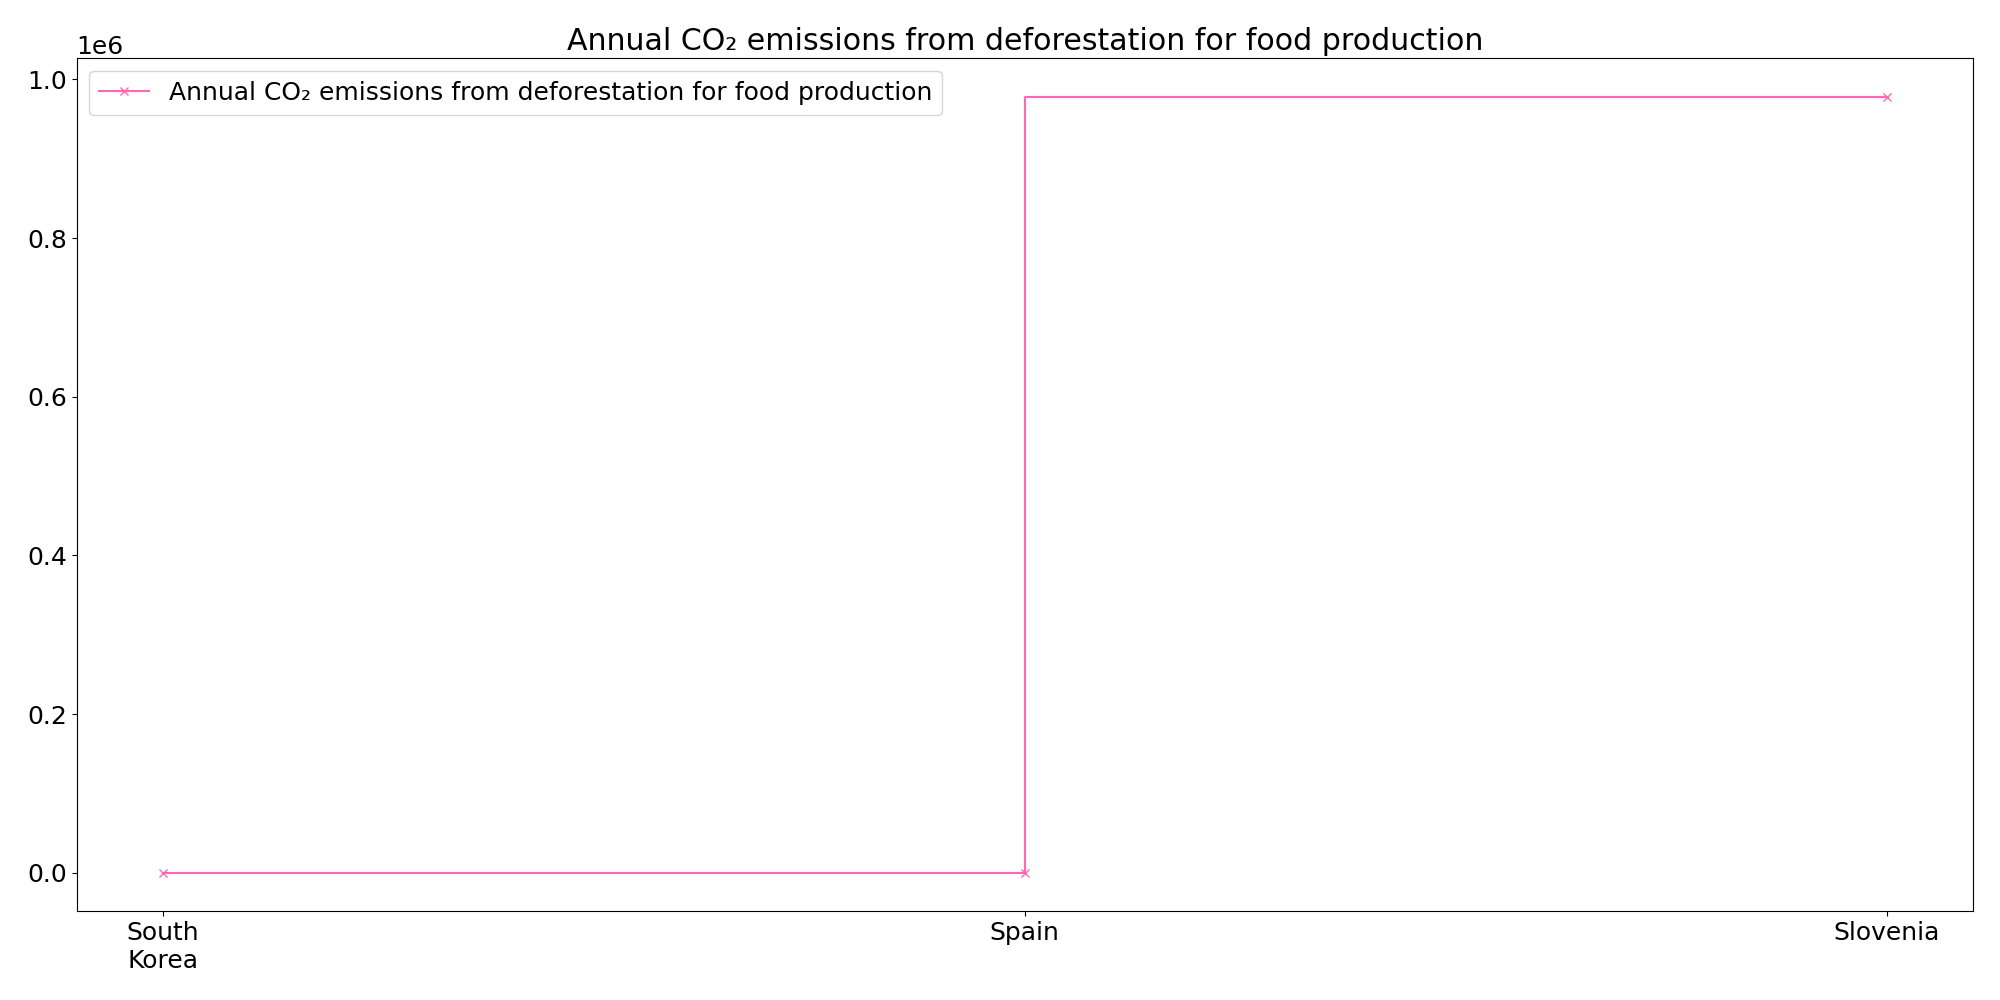 Annual CO₂ emissions from deforestation for food production
1e6
1.0
Annual CO₂ emissions from deforestation for food production
0.8
0.6
0.4
0.2
0.0
South
Korea
Spain
Slovenia